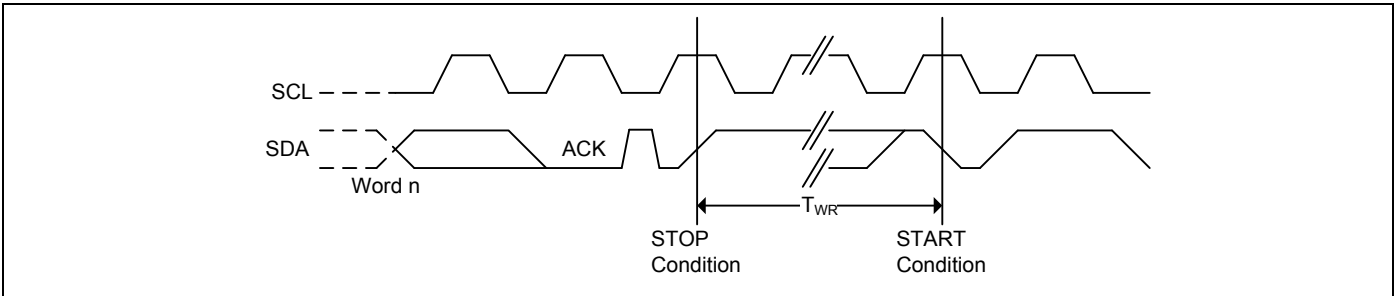 SCL
SDA
ACK
Word n
TWR
STOP
Condition
START
Condition